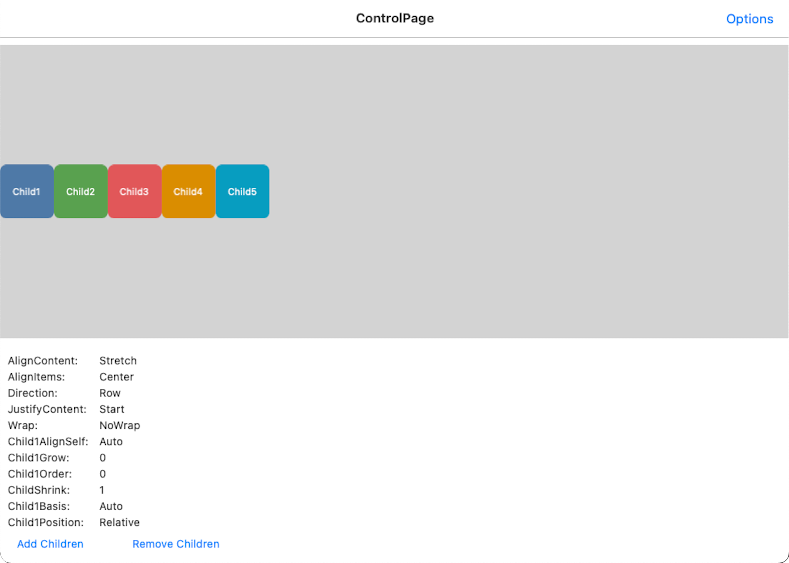 ControlPage
Options
Child1 Child2 Child3 Child4 Child5
AlignContent: Stretch
AlignItems: Center
Direction: Row
JustifyContent: Start
Wrap: NoWrap
Child1AlignSelf: Auto
Child1Grow: 0
Child1Order: 0
ChildShrink: 1
Child1Basis: Auto
Child1Position: Relative
Add Children Remove Children